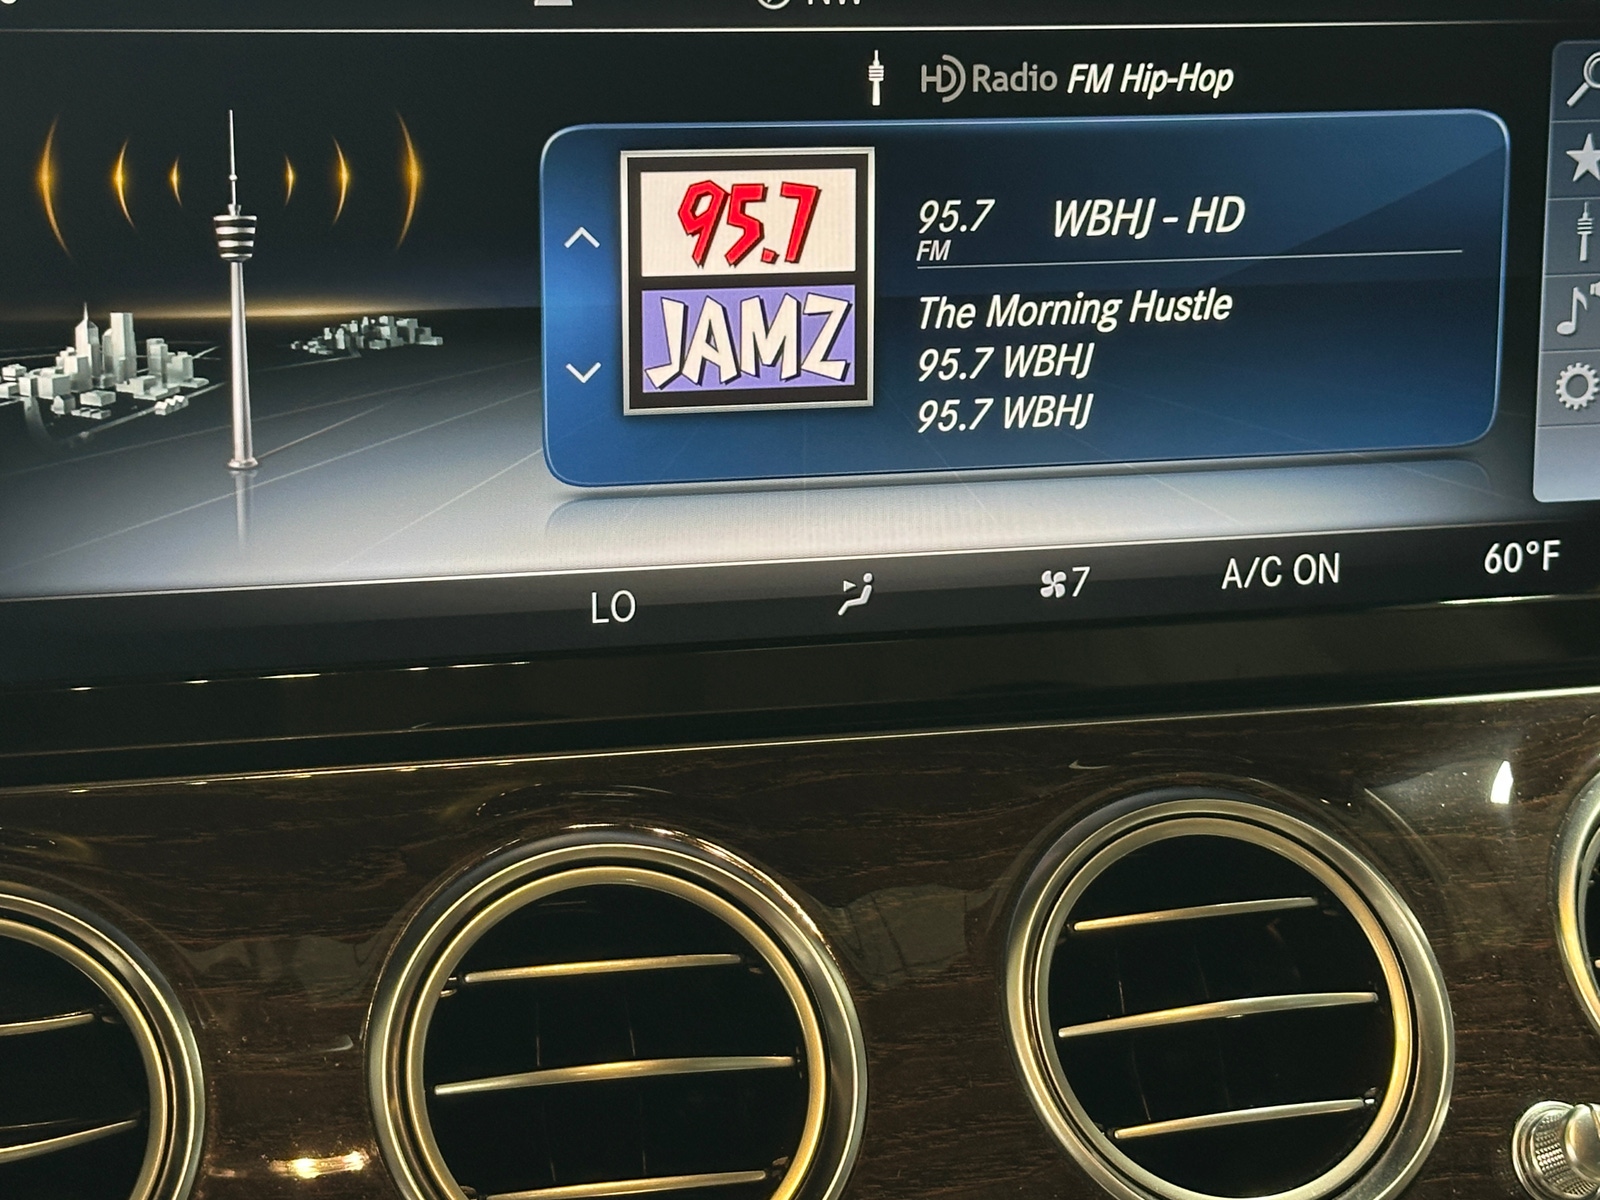 NW
HD Radio FM Hip-Hop
95.7
JAMZ
95.7 WBHJ - HD
FM
The Morning Hustle
95.7 WBHJ
95.7 WBHJ
LO
7
A/C ON
60°F